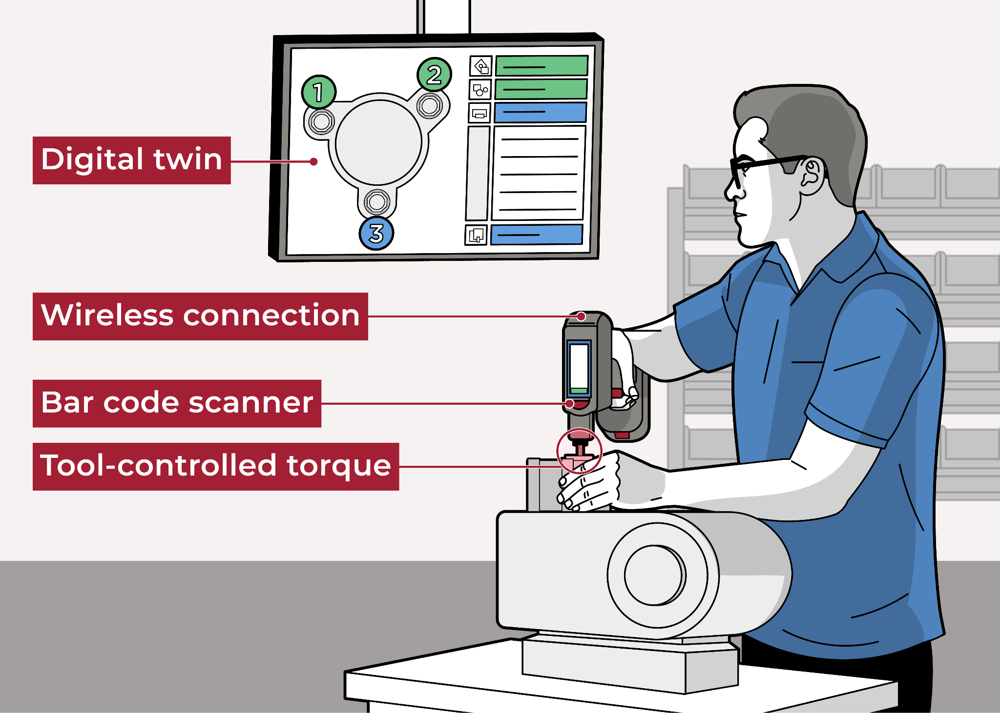 1
2
3
Digital twin
Wireless connection
Bar code scanner
Tool-controlled torque